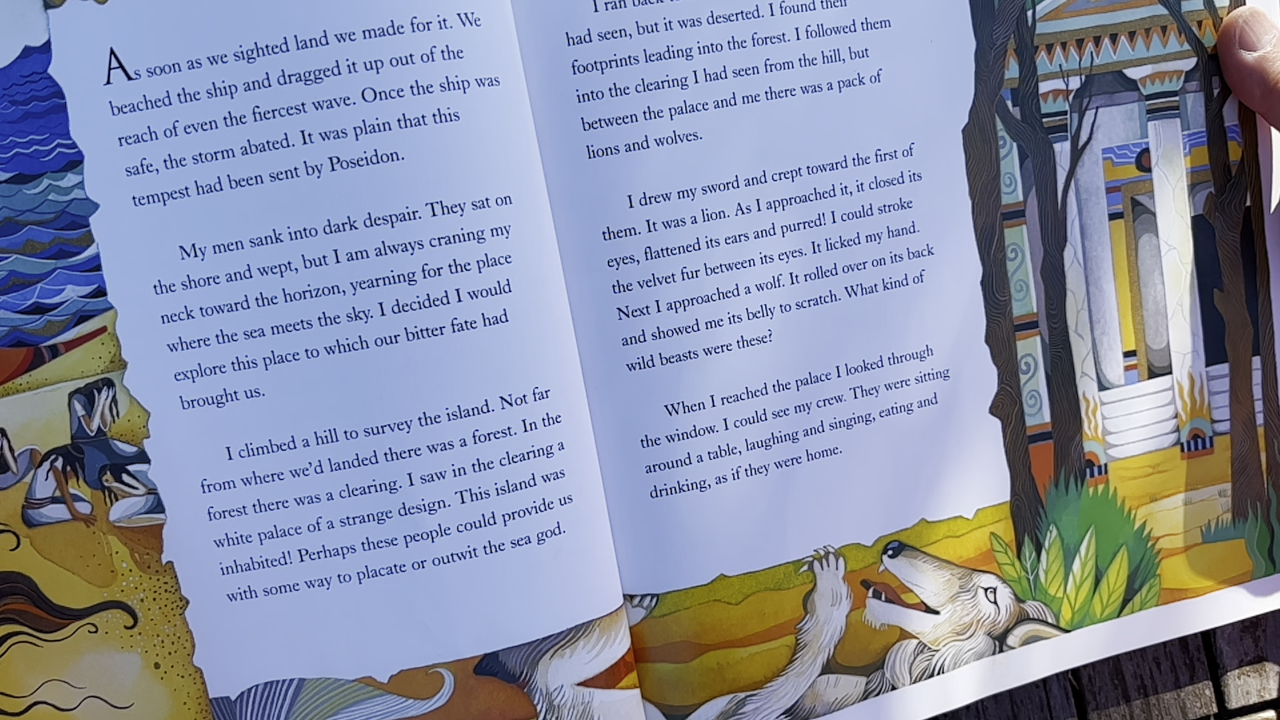 As soon as we sighted land we made for it. We
beached the ship and dragged it up out of the
reach of even the fiercest wave. Once the ship was
safe, the storm abated. It was plain that this
tempest had been sent by Poseidon.
My men sank into dark despair. They sat on
the shore and wept, but I am always craning my
neck toward the horizon, yearning for the place
where the sea meets the sky. I decided I would
explore this place to which our bitter fate had
brought us.
I climbed a hill to survey the island. Not far
from where we'd landed there was a forest. In the
forest there was a clearing. I saw in the clearing a
white palace of a strange design. This island was
inhabited! Perhaps these people could provide us
with some way to placate or outwit the sea god.
I ran back
had seen, but it was deserted. I found their
footprints leading into the forest. I followed them
into the clearing I had seen from the hill, but
between the palace and me there was a pack of
lions and wolves.
I drew my sword and crept toward the first of
them. It was a lion. As I approached it, it closed its
eyes, flattened its ears and purred! I could stroke
the velvet fur between its eyes. It licked my hand.
Next I approached a wolf. It rolled over on its back
and showed me its belly to scratch. What kind of
wild beasts were these?
When I reached the palace I looked through
the window. I could see my crew. They were sitting
around a table, laughing and singing, eating and
drinking, as if they were home.